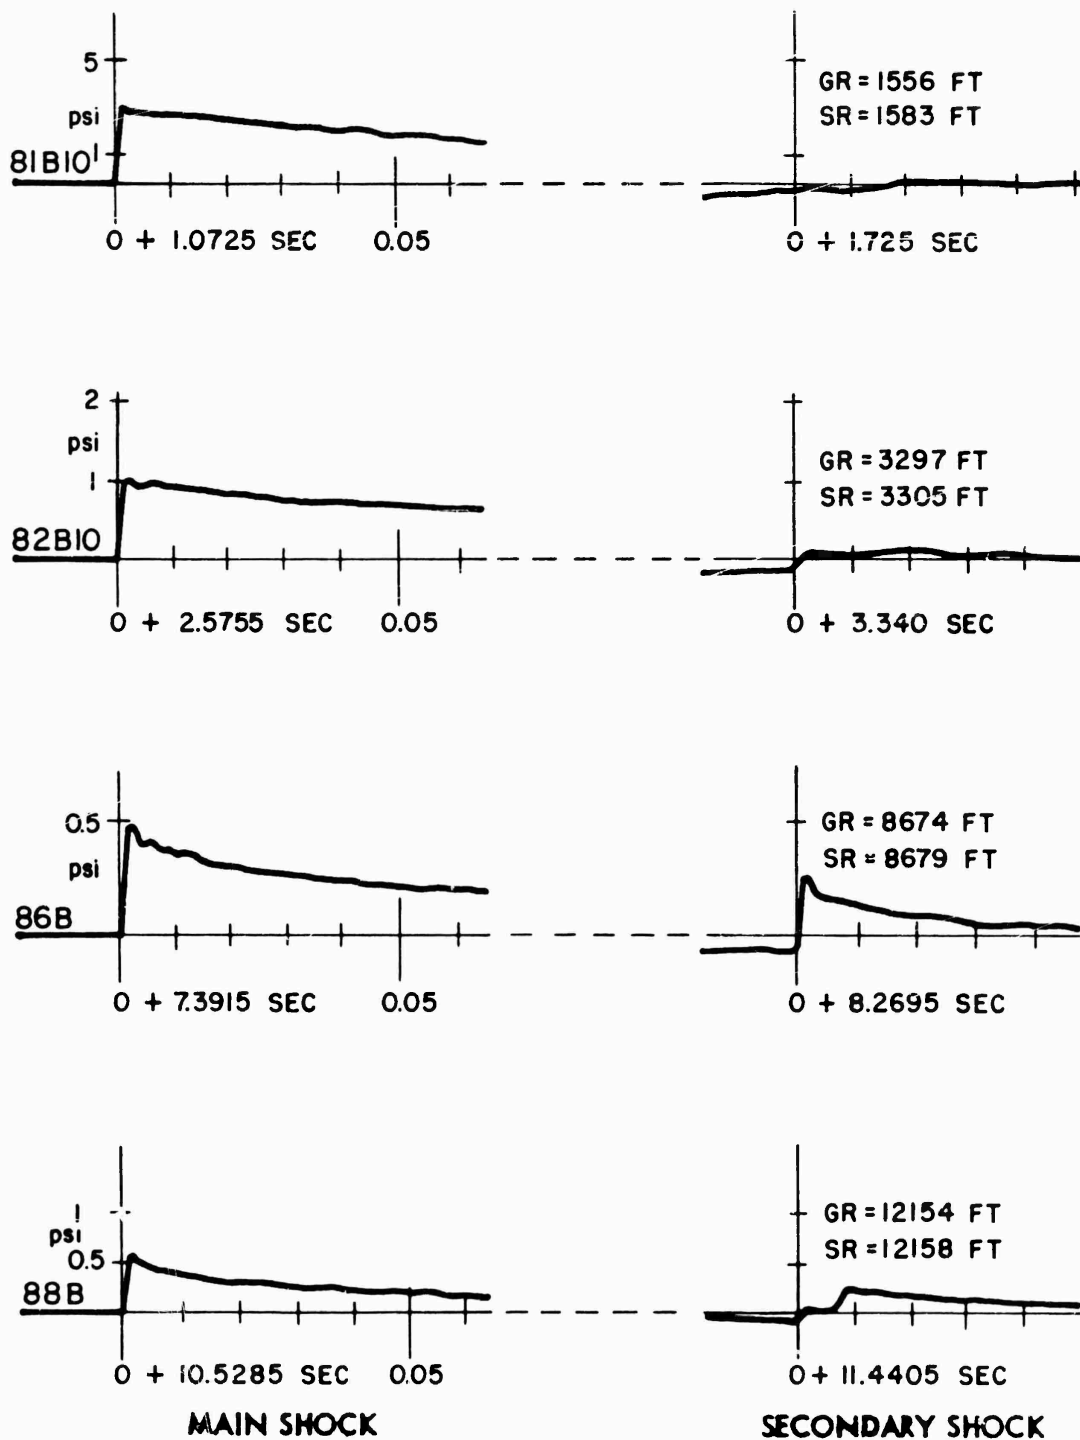 5
psi
1
81B10
0 + 1.0725 SEC 0.05
GR = 1556 FT
SR = 1583 FT
0 + 1.725 SEC
2
psi
1
82B10
0 + 2.5755 SEC 0.05
GR = 3297 FT
SR = 3305 FT
0 + 3.340 SEC
0.5
psi
86B
0 + 7.3915 SEC 0.05
GR = 8674 FT
SR = 8679 FT
0 + 8.2695 SEC
1
psi
0.5
88B
0 + 10.5285 SEC 0.05
GR = 12154 FT
SR = 12158 FT
0 + 11.4405 SEC
MAIN SHOCK
SECONDARY SHOCK